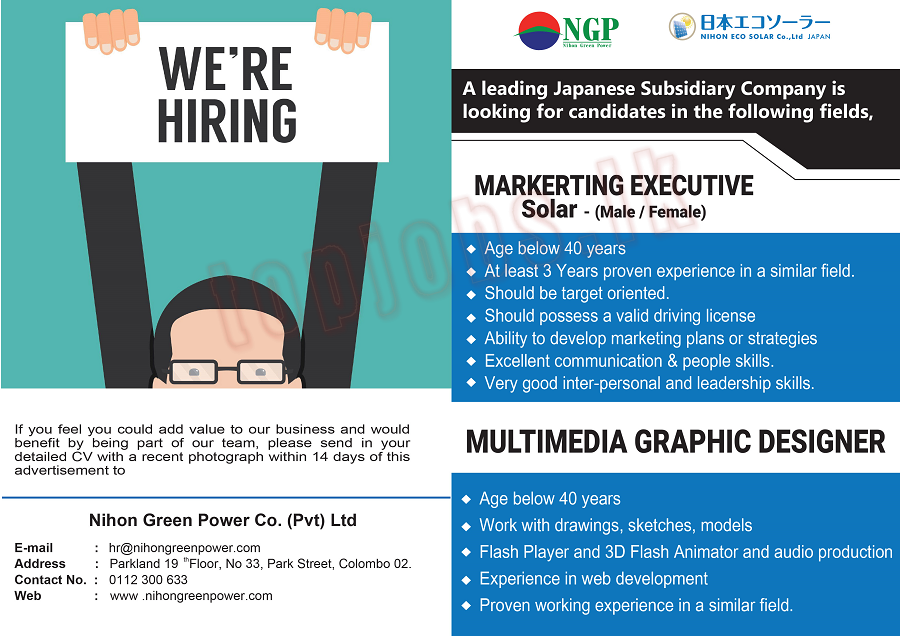 WE'RE
HIRING
If you feel you could add value to our business and would
benefit by being part of our team, please send in your
detailed CV with a recent photograph within 14 days of this
advertisement to
Nihon Green Power Co. (Pvt) Ltd
E-mail : hr@nihongreenpower.com
Address : Parkland 19 th Floor, No 33, Park Street, Colombo 02.
Contact No. : 0112 300 633
Web : www .nihongreenpower.com
NGP
Nihon Green Power
日本エコソーラー
NIHON ECO SOLAR Co.,Ltd JAPAN
A leading Japanese Subsidiary Company is
looking for candidates in the following fields,
MARKERTING EXECUTIVE
Solar - (Male / Female)
Age below 40 years
At least 3 Years proven experience in a similar field.
Should be target oriented.
Should possess a valid driving license
Ability to develop marketing plans or strategies
Excellent communication & people skills.
Very good inter-personal and leadership skills.
MULTIMEDIA GRAPHIC DESIGNER
Age below 40 years
Work with drawings, sketches, models
Flash Player and 3D Flash Animator and audio production
Experience in web development
Proven working experience in a similar field.
topjobs.lk